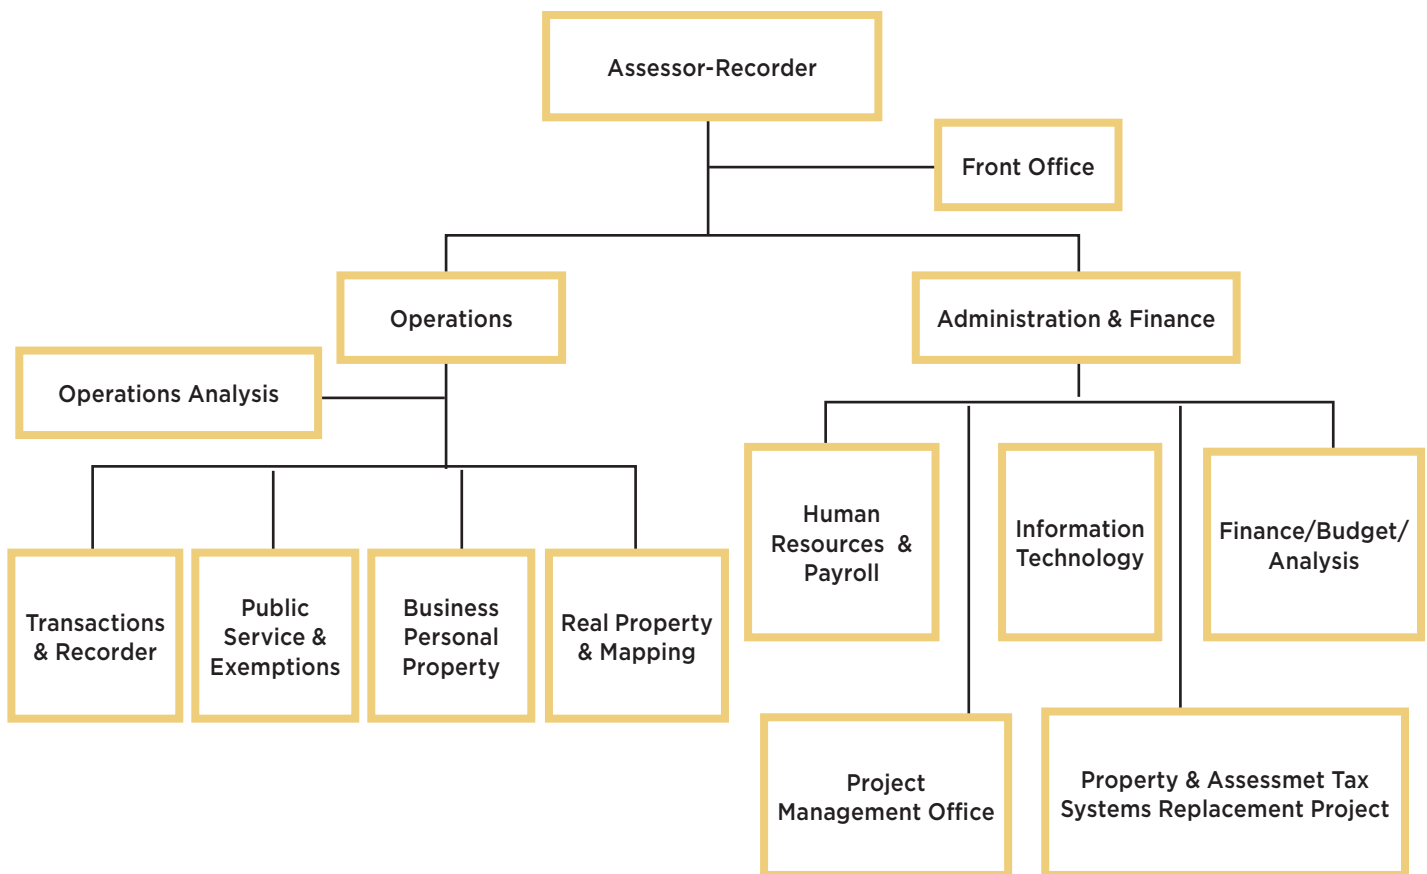 Assessor-Recorder
Front Office
Operations
Administration & Finance
Operations Analysis
Transactions
& Recorder
Public
Service &
Exemptions
Business
Personal
Property
Real Property
& Mapping
Human
Resources  &
Payroll
Information
Technology
Finance/Budget/
Analysis
Project
Management Office
Property & Assessmet Tax
Systems Replacement Project